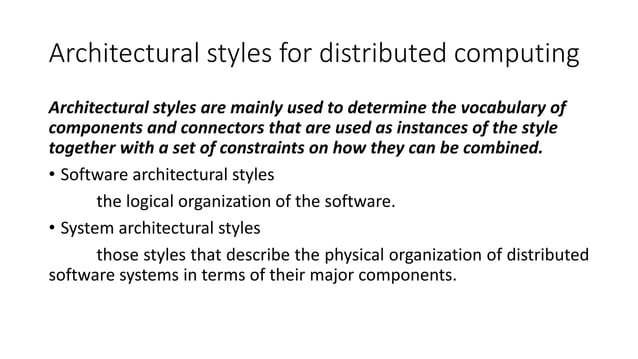 Architectural styles for distributed computing
Architectural styles are mainly used to determine the vocabulary of
components and connectors that are used as instances of the style
together with a set of constraints on how they can be combined.
• Software architectural styles
the logical organization of the software.
• System architectural styles
those styles that describe the physical organization of distributed
software systems in terms of their major components.